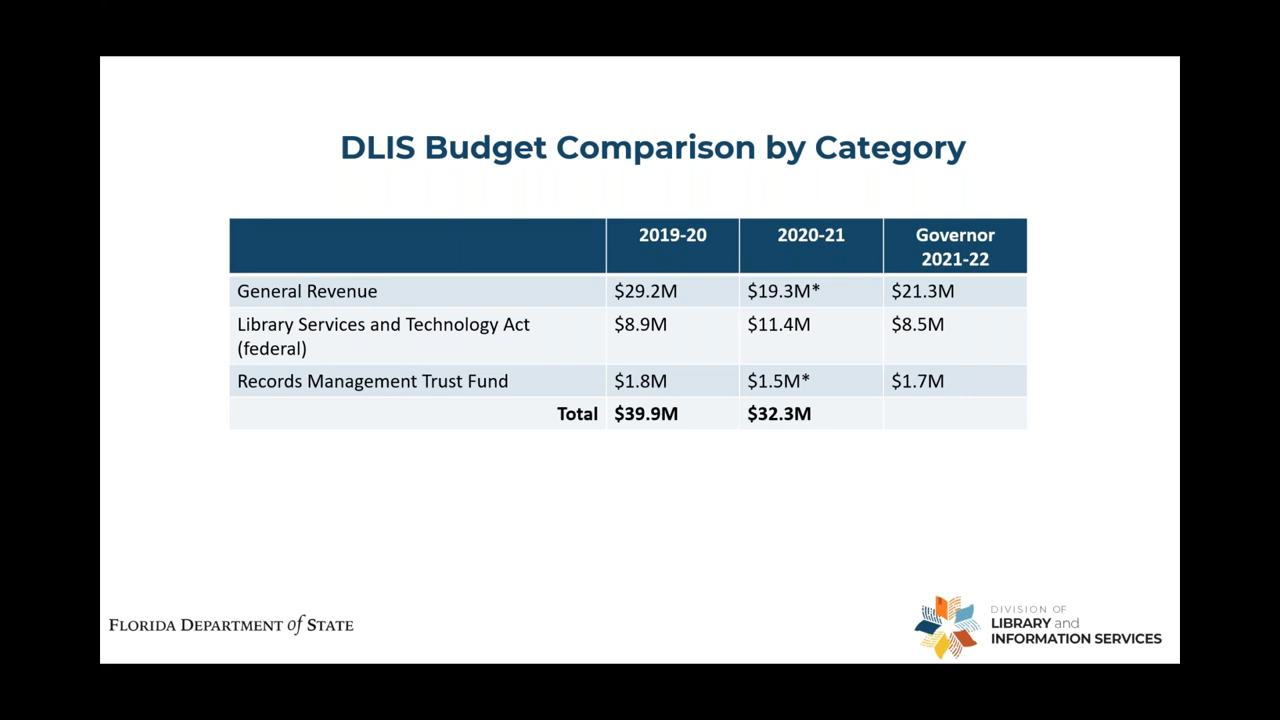 DLIS Budget Comparison by Category
2019-20 2020-21 Governor
2021-22
General Revenue $29.2M $19.3M* $21.3M
Library Services and Technology Act $8.9M $11.4M $8.5M
(federal)
Records Management Trust Fund $1.8M $1.5M* $1.7M
Total $39.9M $32.3M
FLORIDA DEPARTMENT of STATE
DIVISION OF
LIBRARY and
INFORMATION SERVICES